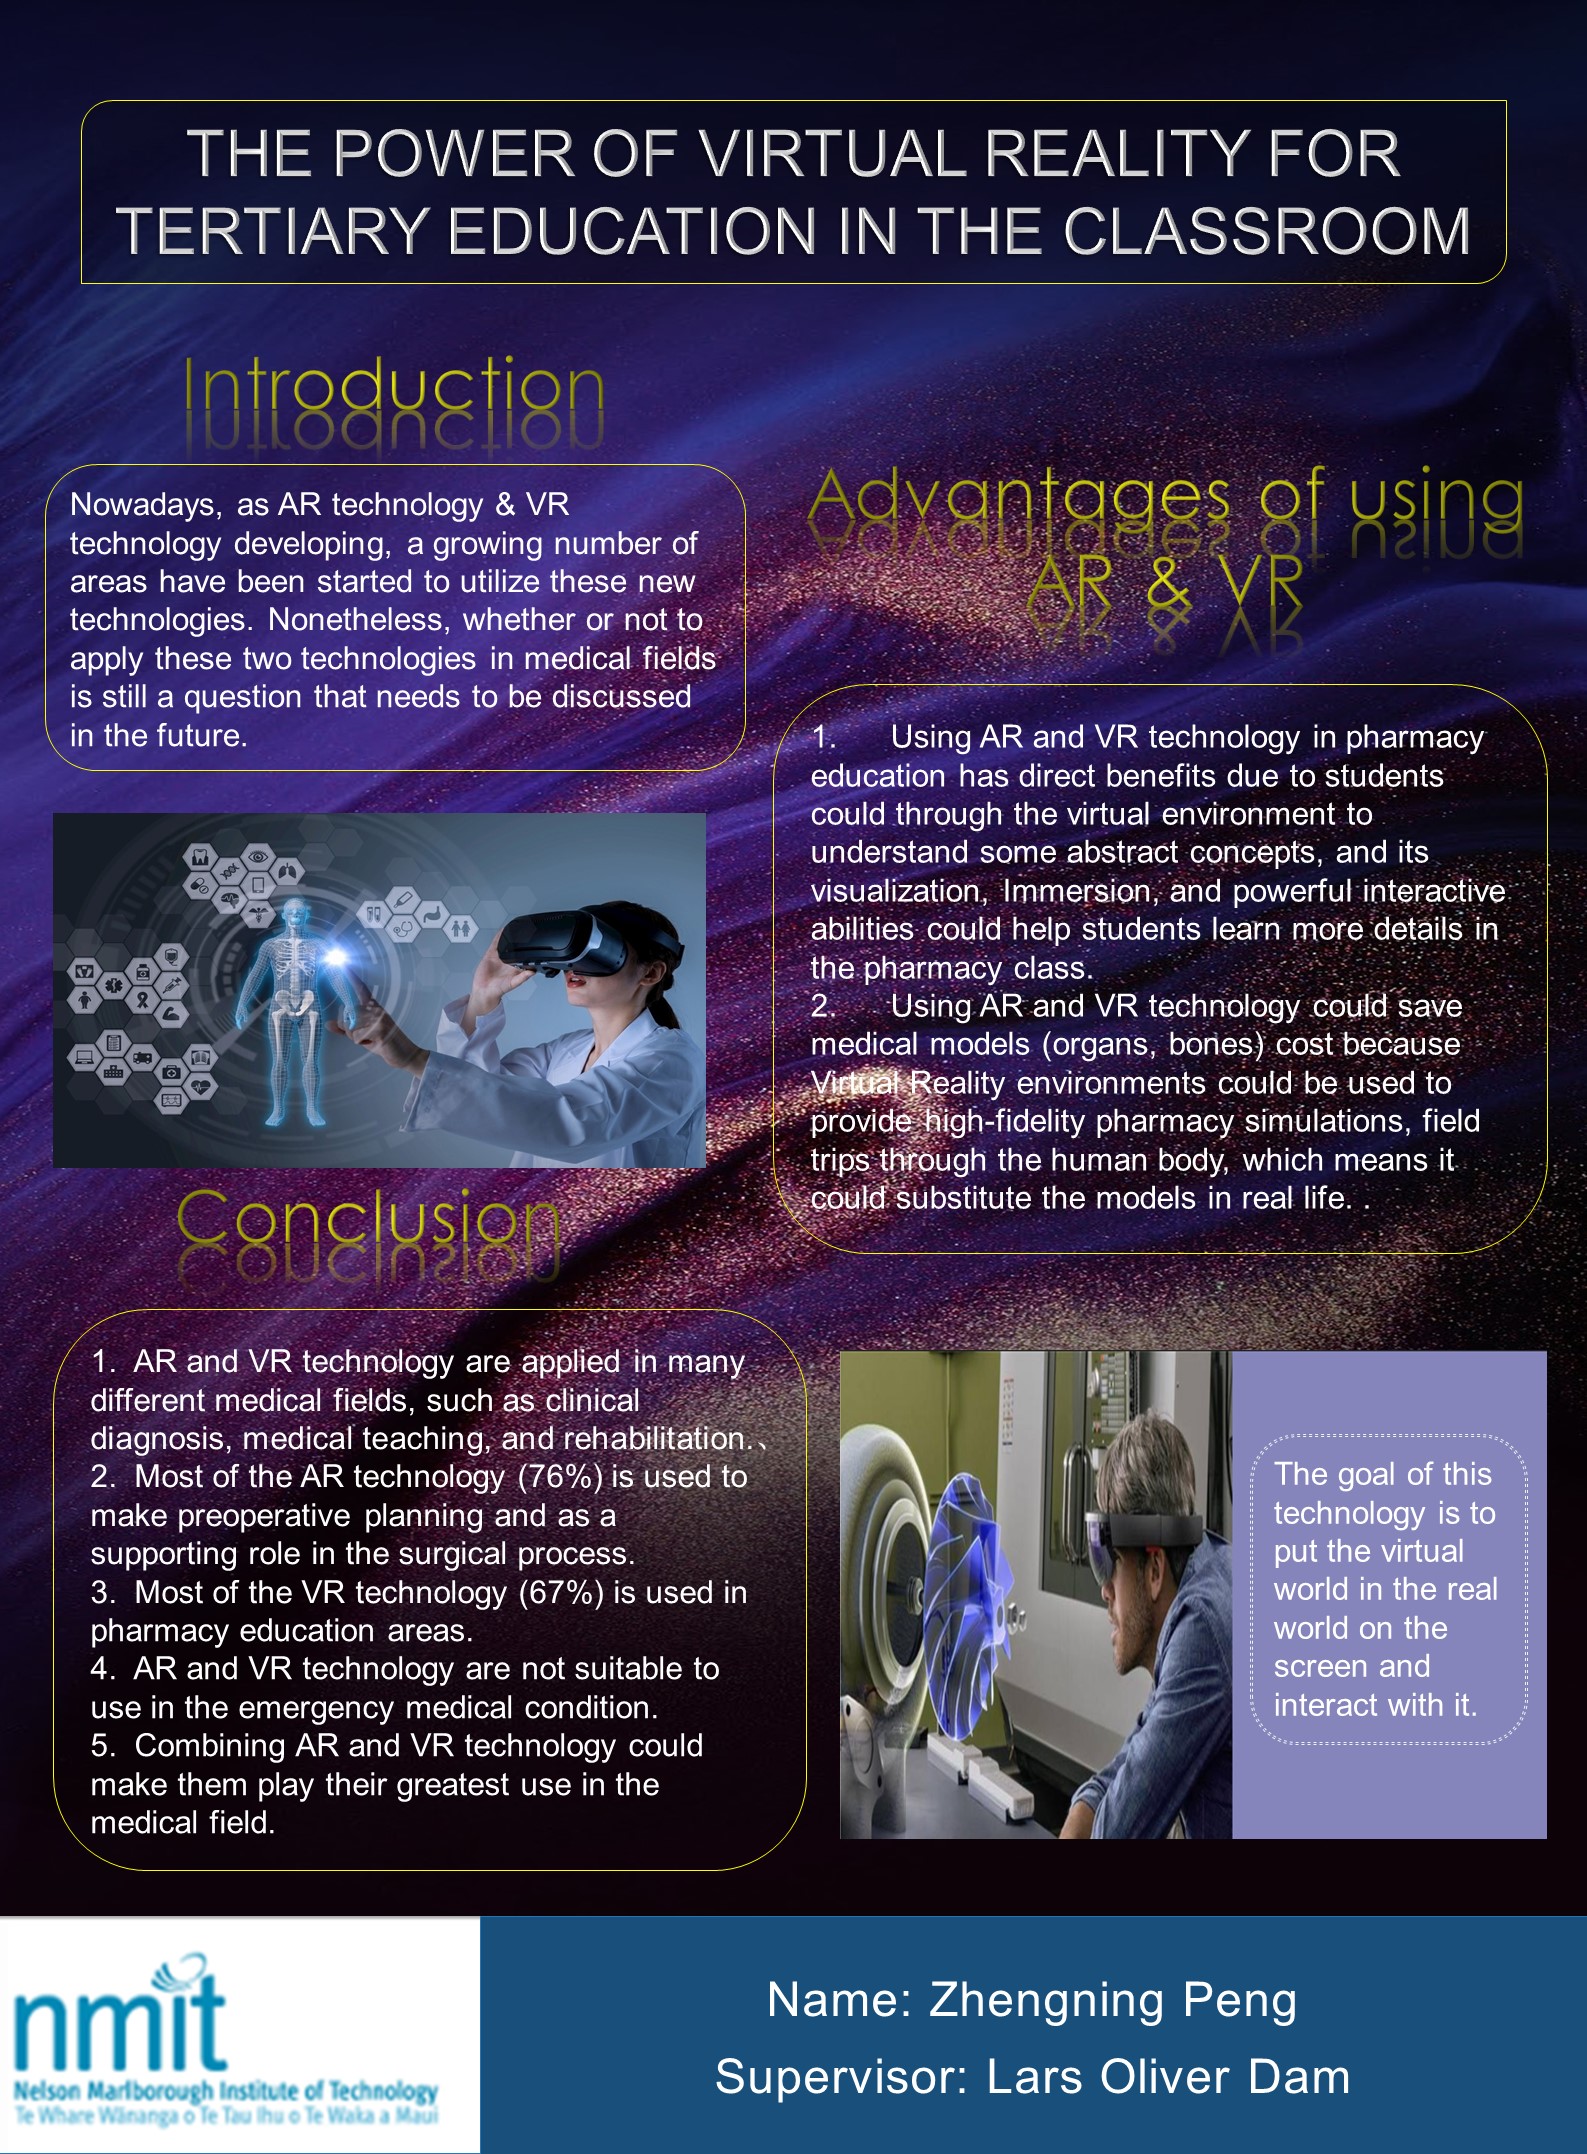 THE POWER OF VIRTUAL REALITY FOR
TERTIARY EDUCATION IN THE CLASSROOM
Introduction
Nowadays, as AR technology & VR
technology developing, a growing number of
areas have been started to utilize these new
technologies. Nonetheless, whether or not to
apply these two technologies in medical fields
is still a question that needs to be discussed
in the future.
Advantages of using
AR & VR
1. Using AR and VR technology in pharmacy
education has direct benefits due to students
could through the virtual environment to
understand some abstract concepts, and its
visualization, Immersion, and powerful interactive
abilities could help students learn more details in
the pharmacy class.
2. Using AR and VR technology could save
medical models (organs, bones) cost because
Virtual Reality environments could be used to
provide high-fidelity pharmacy simulations, field
trips through the human body, which means it
could substitute the models in real life. .
Conclusion
1. AR and VR technology are applied in many
different medical fields, such as clinical
diagnosis, medical teaching, and rehabilitation.、
2. Most of the AR technology (76%) is used to
make preoperative planning and as a
supporting role in the surgical process.
3. Most of the VR technology (67%) is used in
pharmacy education areas.
4. AR and VR technology are not suitable to
use in the emergency medical condition.
5. Combining AR and VR technology could
make them play their greatest use in the
medical field.
The goal of this
technology is to
put the virtual
world in the real
world on the
screen and
interact with it.
nmit
Nelson Marlborough Institute of Technology
Te Whare Wānanga o Te Tau Ihu o Te Waka a Maui
Name: Zhengning Peng
Supervisor: Lars Oliver Dam